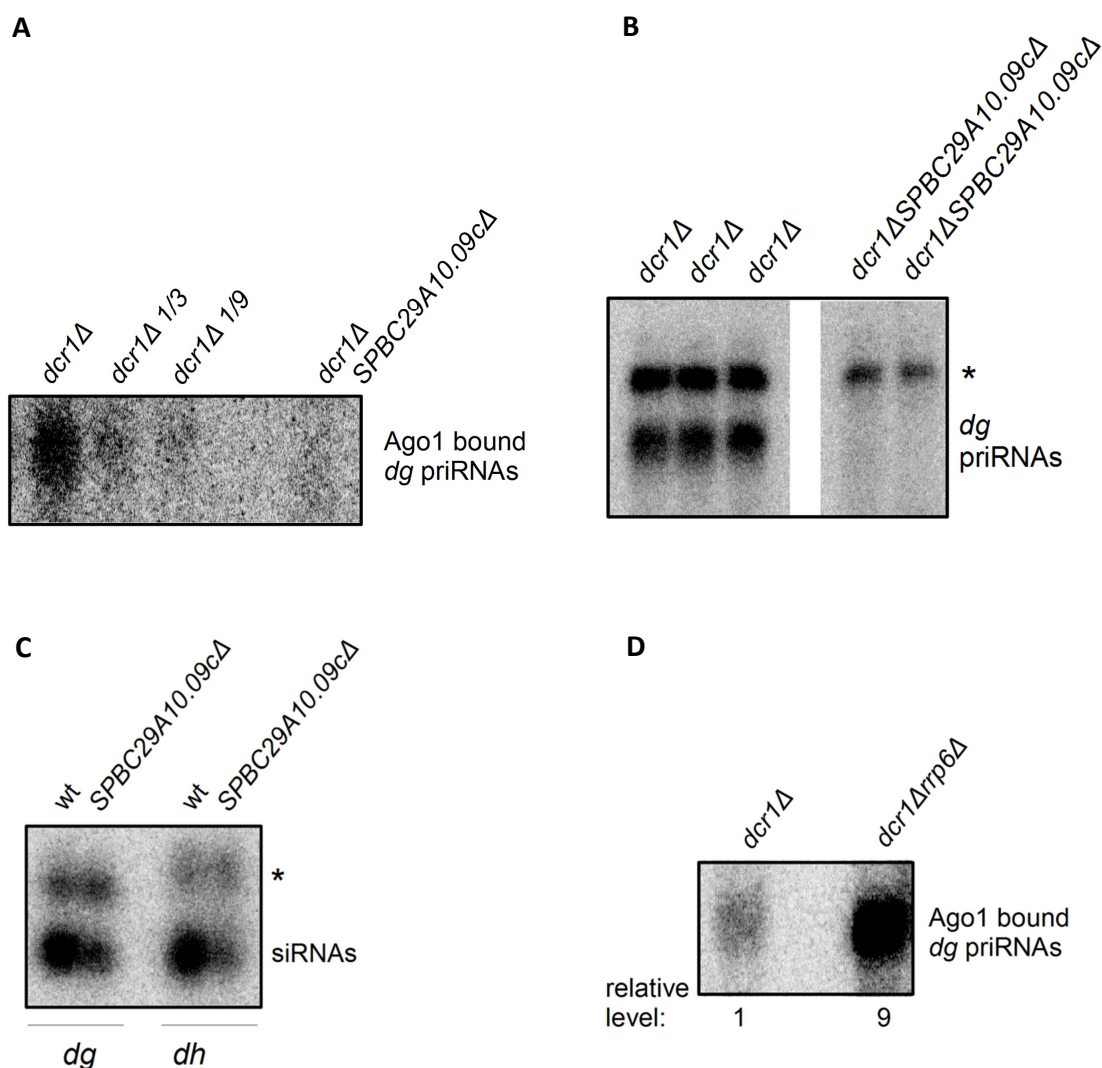 A
dcr1Δ
dcr1Δ 1/3
dcr1Δ 1/9
dcr1Δ
SPBC29A10.09cΔ
Ago1 bound
dg priRNAs
B
dcr1Δ
dcr1Δ
dcr1Δ
dcr1ΔSPBC29A10.09cΔ
dcr1ΔSPBC29A10.09cΔ
*
dg
priRNAs
C
wt
SPBC29A10.09cΔ
wt
SPBC29A10.09cΔ
*
siRNAs
dg
dh
D
dcr1Δ
dcr1Δrrp6Δ
Ago1 bound
dg priRNAs
relative
level:
1
9